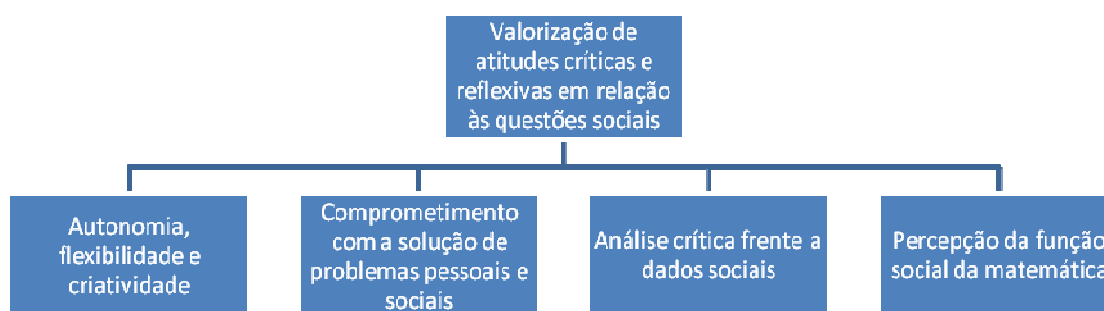 Valorização de
atitudes críticas e
reflexivas em relação
às questões sociais
Autonomia,
flexibilidade e
criatividade
Comprometimento
com a solução de
problemas pessoais e
sociais
Análise crítica frente a
dados sociais
Percepção da função
social da matemática